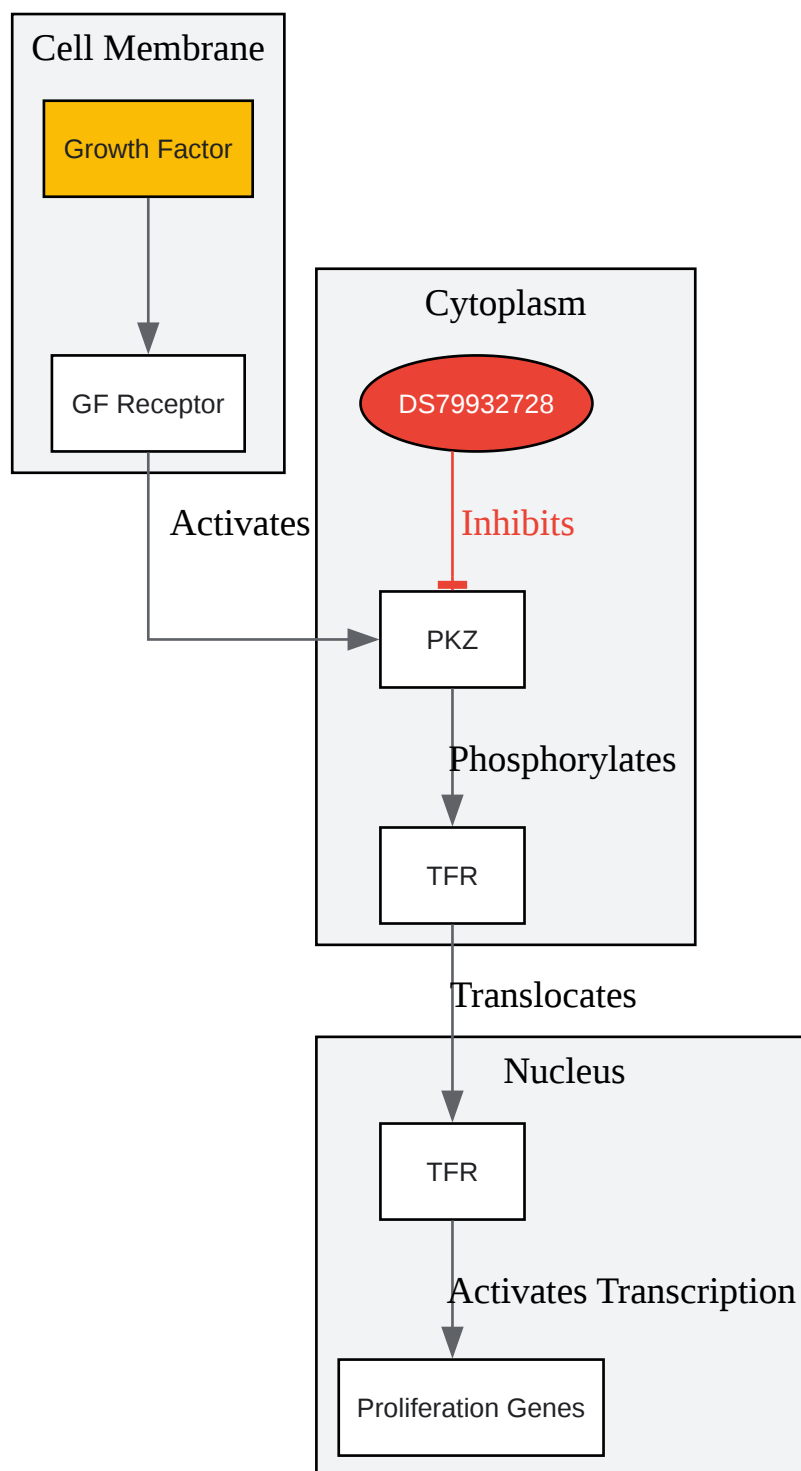 Cell Membrane
Growth Factor
GF Receptor
Activates
Cytoplasm
DS79932728
Inhibits
PKZ
Phosphorylates
TFR
Translocates
Nucleus
TFR
Activates Transcription
Proliferation Genes